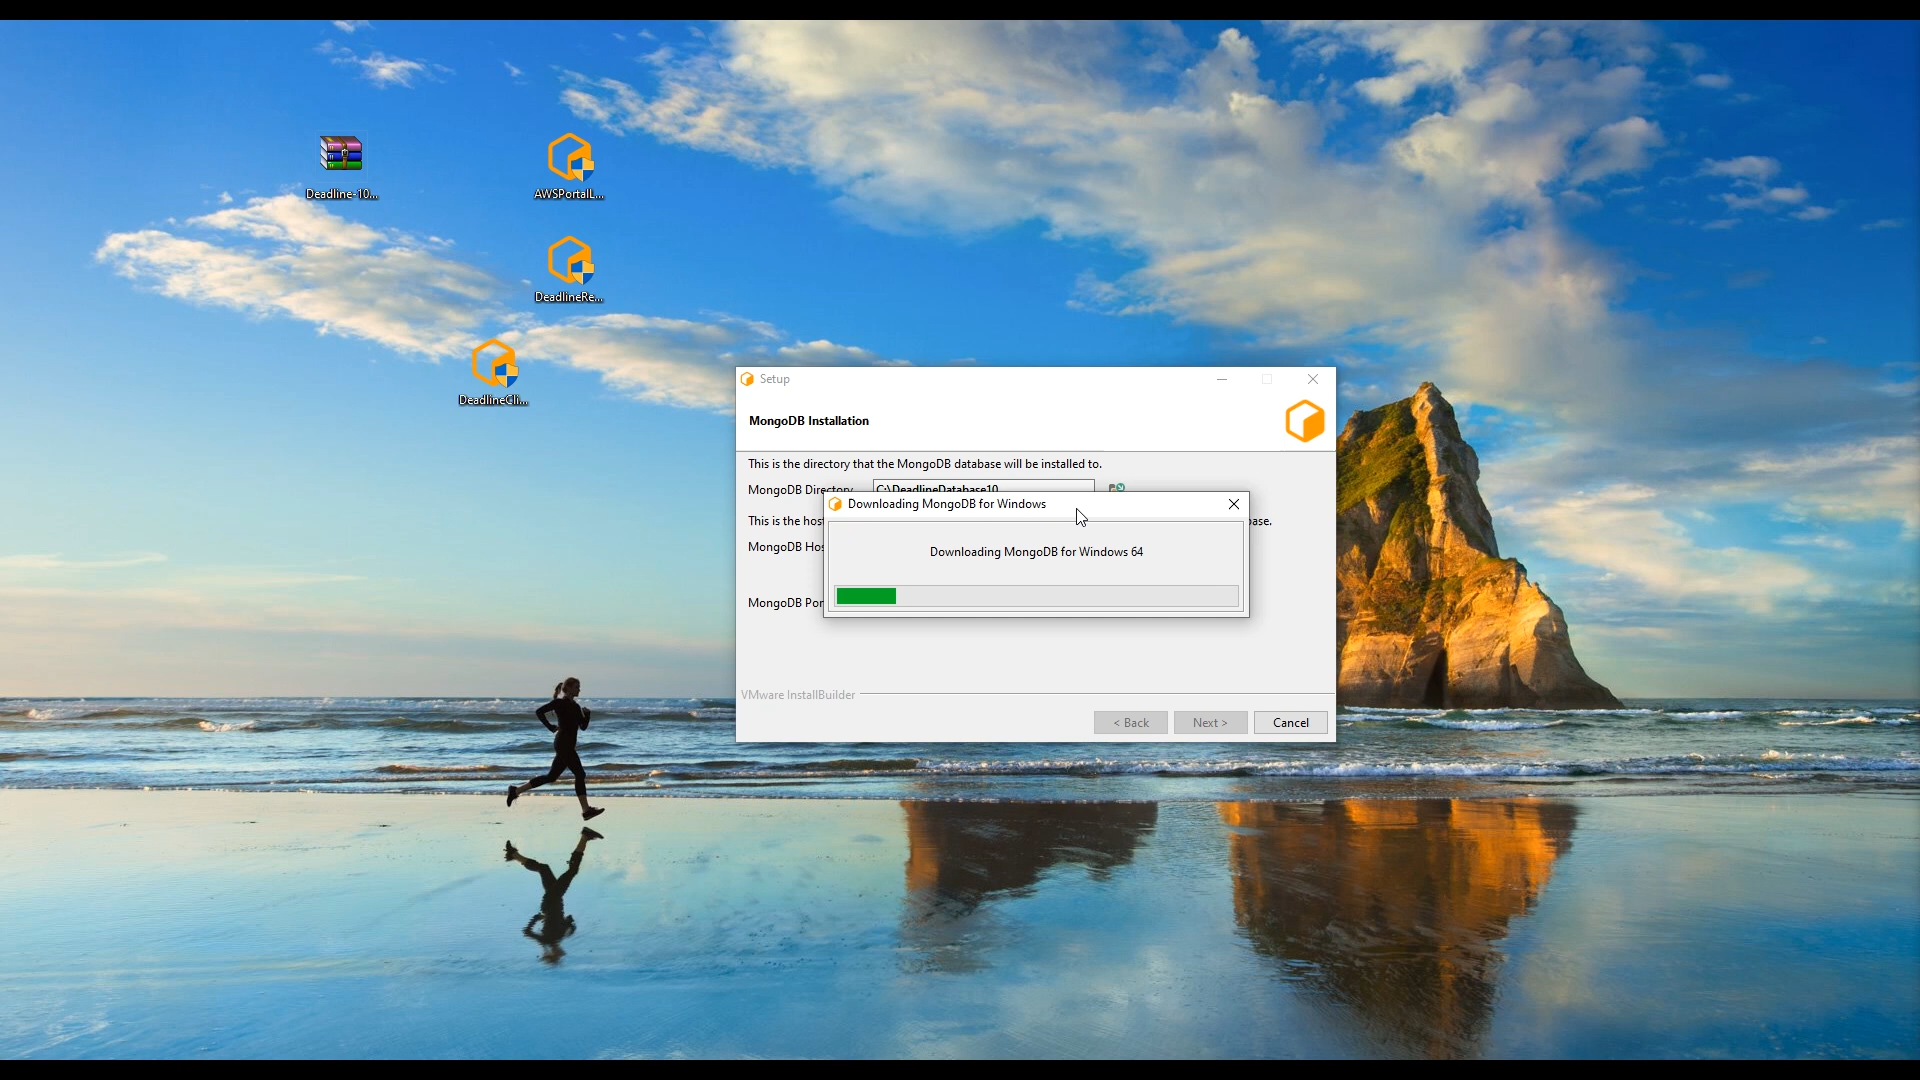 Deadline-10...
AWSPortalL...
DeadlineRe...
DeadlineCli...
Setup
MongoDB Installation
This is the directory that the MongoDB database will be installed to.
MongoDB Directory
C:\DeadlineDatabase10
Downloading MongoDB for Windows
This is the host
base.
MongoDB Hos
Downloading MongoDB for Windows 64
MongoDB Por
VMware InstallBuilder
< Back
Next >
Cancel